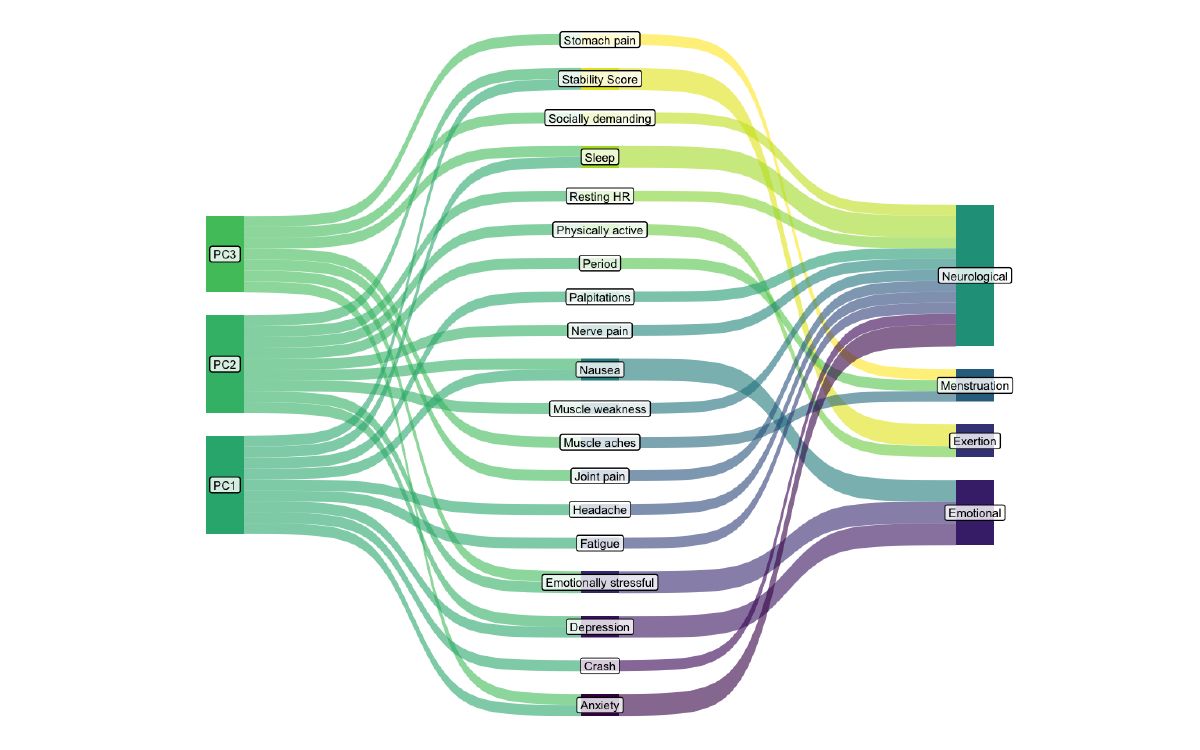 PC3
PC2
PC1
Stomach pain
Stability Score
Socially demanding
Sleep
Resting HR
Physically active
Period
Palpitations
Nerve pain
Nausea
Muscle weakness
Muscle aches
Joint pain
Headache
Fatigue
Emotionally stressful
Depression
Crash
Anxiety
Neurological
Menstruation
Exertion
Emotional